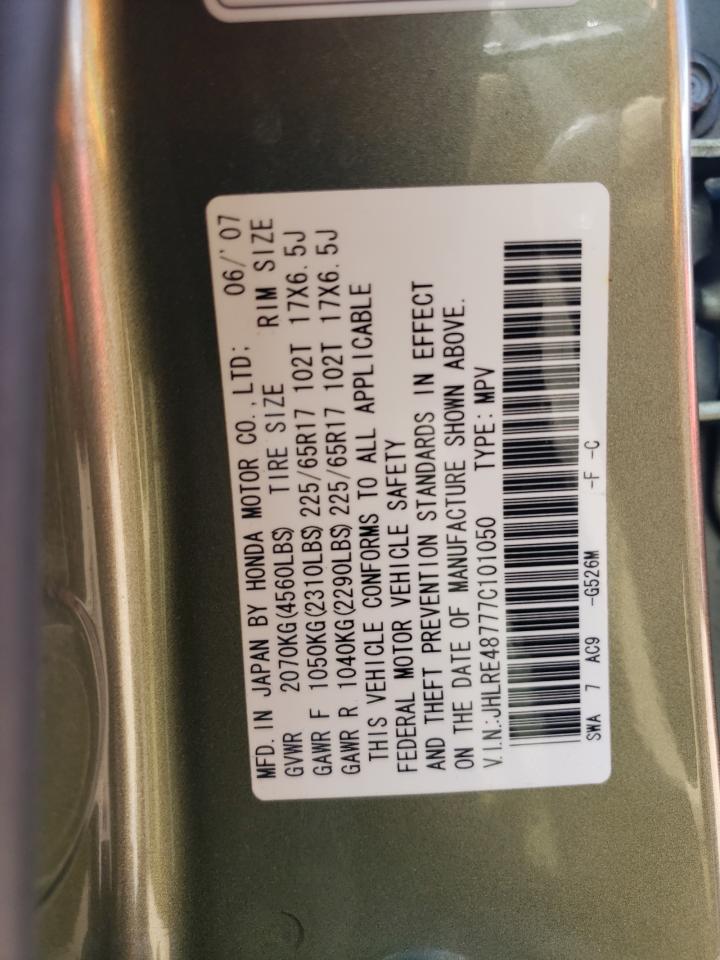 MFD. IN JAPAN BY HONDA MOTOR CO., LTD: 06/'07
GVWR 2070KG(4560LBS) TIRE SIZE RIM SIZE
GAWR F 1050KG(2310LBS) 225/65R17 102T 17X6.5J
GAWR R 1040KG(2290LBS) 225/65R17 102T 17X6.5J
THIS VEHICLE CONFORMS TO ALL APPLICABLE
FEDERAL MOTOR VEHICLE SAFETY
AND THEFT PREVENTION STANDARDS IN EFFECT
ON THE DATE OF MANUFACTURE SHOWN ABOVE.
V.I.N.:JHLRE48777C101050 TYPE: MPV
SWA 7 AC9 -G526M -F -C